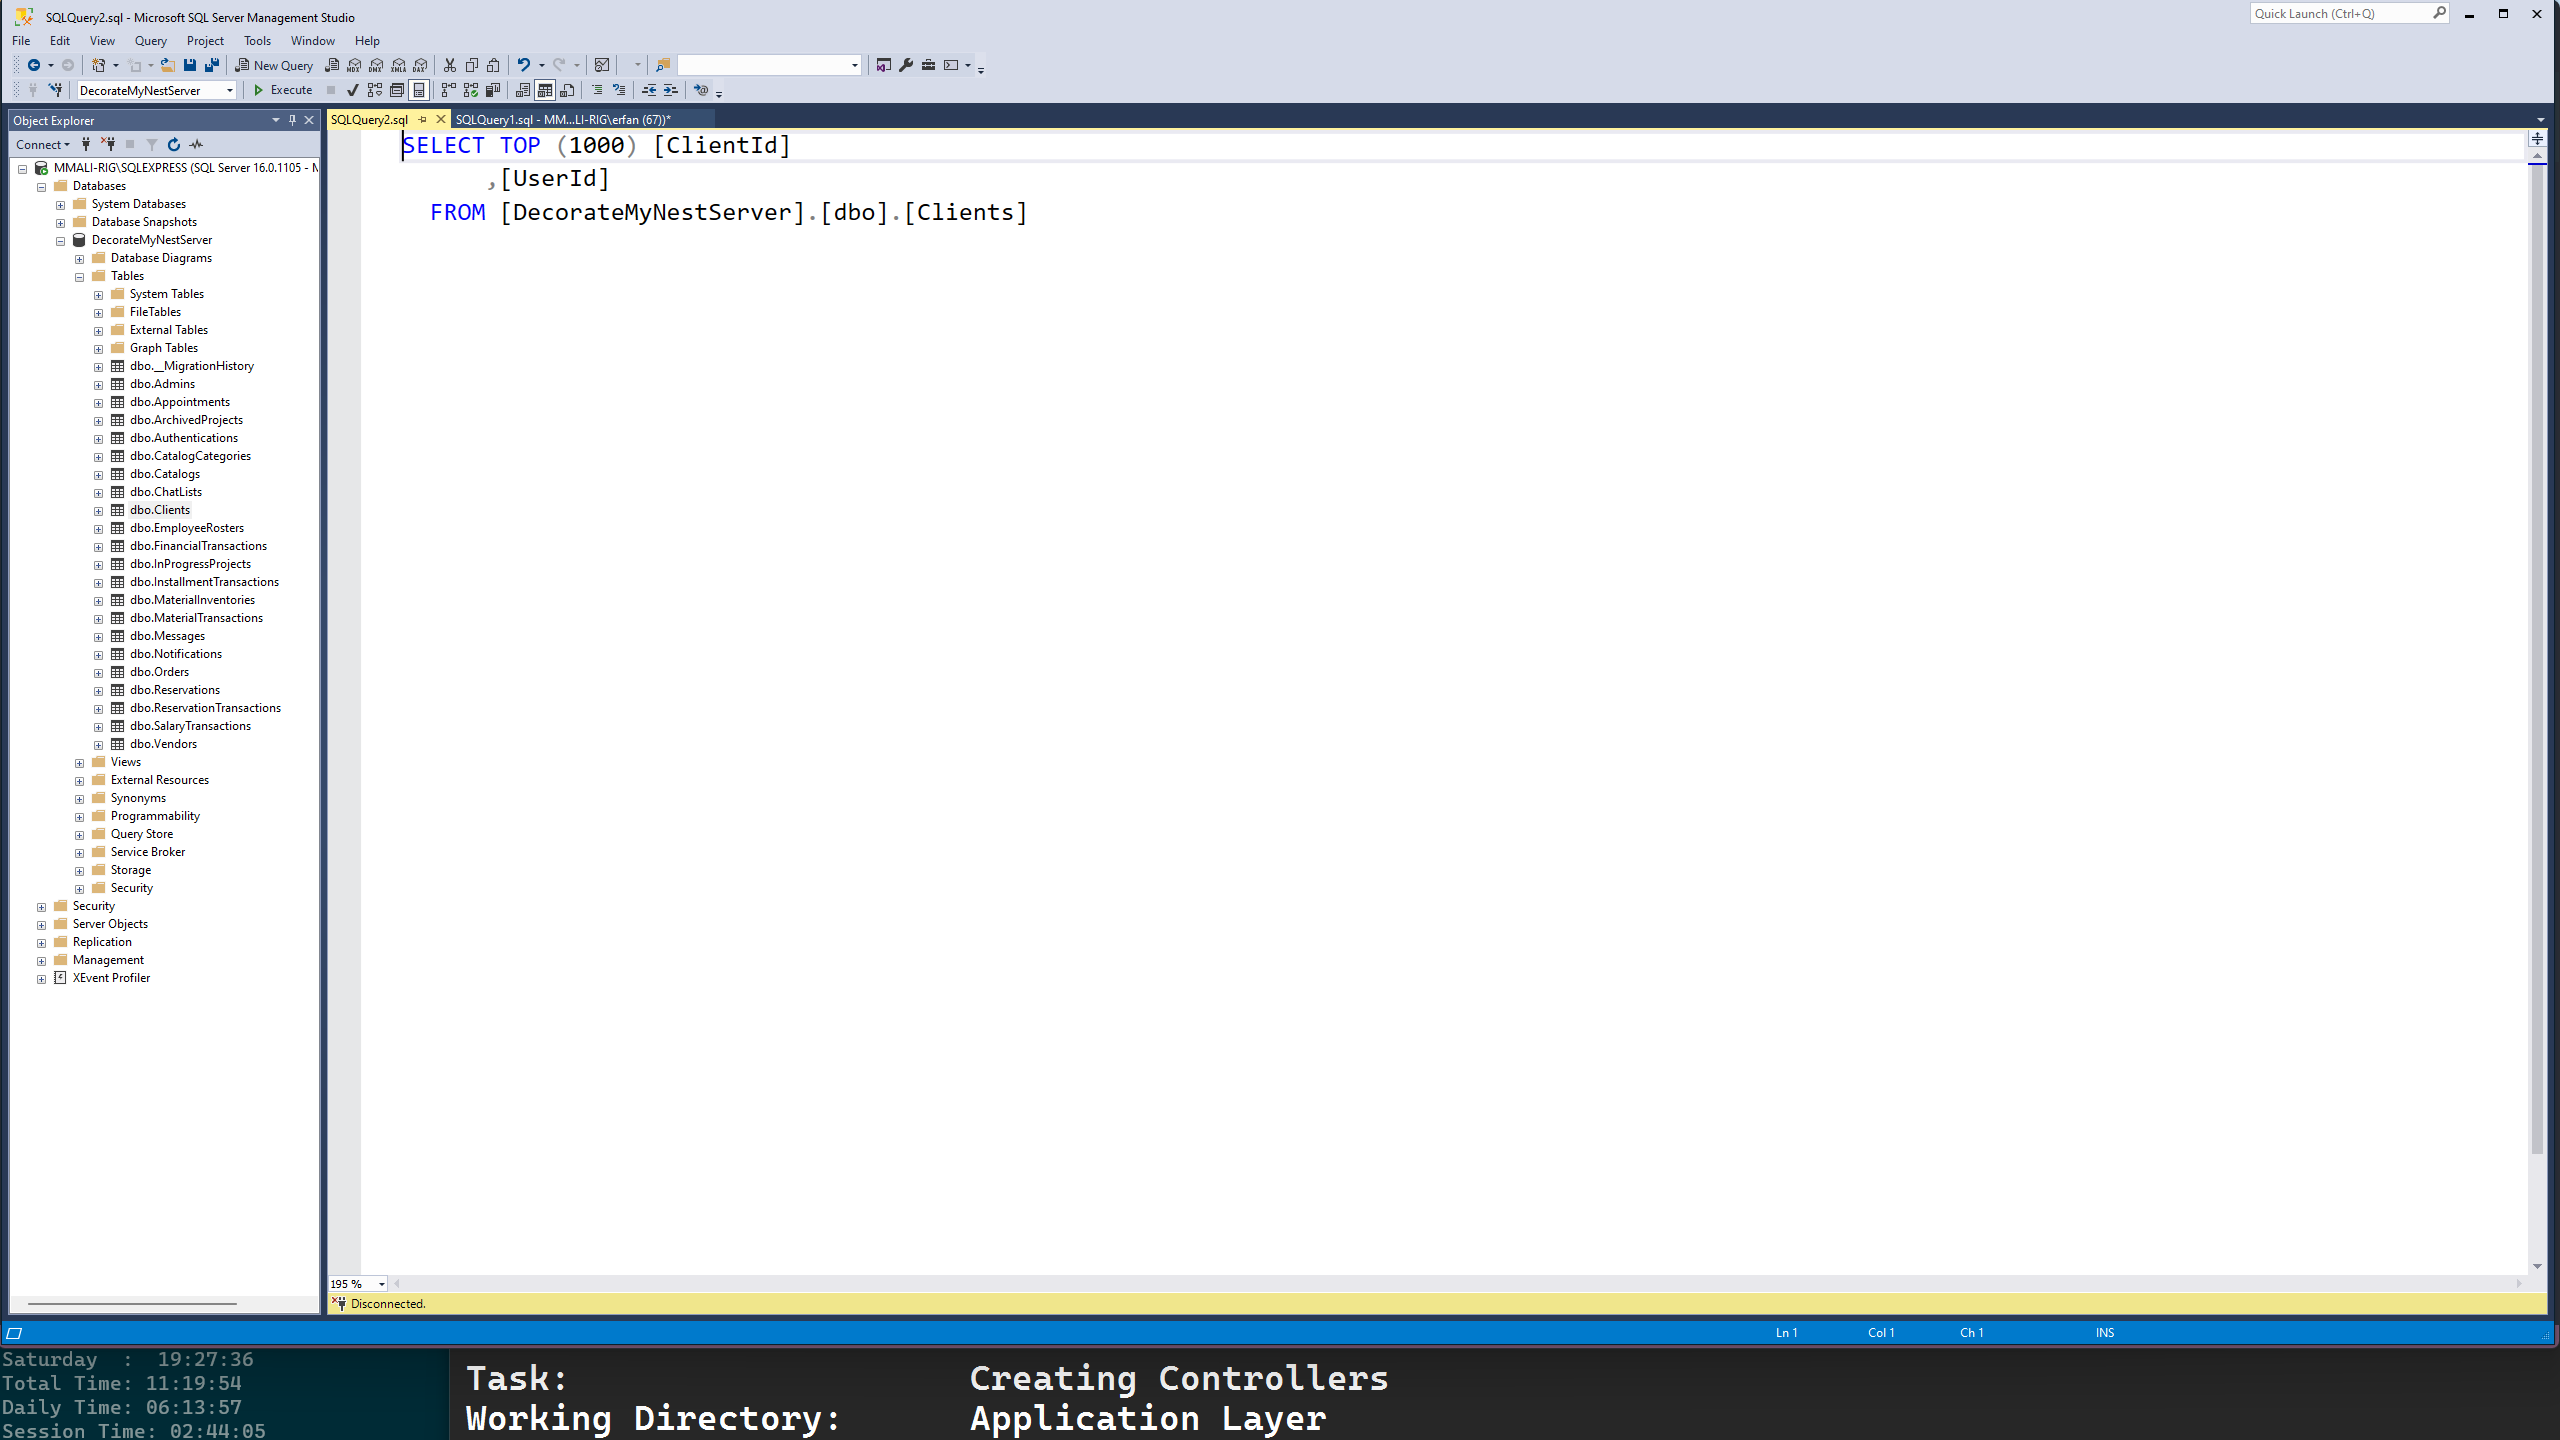 SQLQuery2.sql - Microsoft SQL Server Management Studio
Quick Launch (Ctrl+Q)
File Edit View Query Project Tools Window Help
New Query
DecorateMyNestServer Execute
Object Explorer
SQLQuery2.sql SQLQuery1.sql - MM...LI-RIG\erfan (67))*
Connect
MMALI-RIG\SQLEXPRESS (SQL Server 16.0.1105 - M
Databases
System Databases
Database Snapshots
DecorateMyNestServer
Database Diagrams
Tables
System Tables
FileTables
External Tables
Graph Tables
dbo.__MigrationHistory
dbo.Admins
dbo.Appointments
dbo.ArchivedProjects
dbo.Authentications
dbo.CatalogCategories
dbo.Catalogs
dbo.ChatLists
dbo.Clients
dbo.EmployeeRosters
dbo.FinancialTransactions
dbo.InProgressProjects
dbo.InstallmentTransactions
dbo.MaterialInventories
dbo.MaterialTransactions
dbo.Messages
dbo.Notifications
dbo.Orders
dbo.Reservations
dbo.ReservationTransactions
dbo.SalaryTransactions
dbo.Vendors
Views
External Resources
Synonyms
Programmability
Query Store
Service Broker
Storage
Security
Security
Server Objects
Replication
Management
XEvent Profiler
SELECT TOP (1000) [ClientId]
,[UserId]
FROM [DecorateMyNestServer].[dbo].[Clients]
195 %
Disconnected.
Ln 1 Col 1 Ch 1 INS
Saturday : 19:27:36
Total Time: 11:19:54
Daily Time: 06:13:57
Session Time: 02:44:05
Task: Creating Controllers
Working Directory: Application Layer